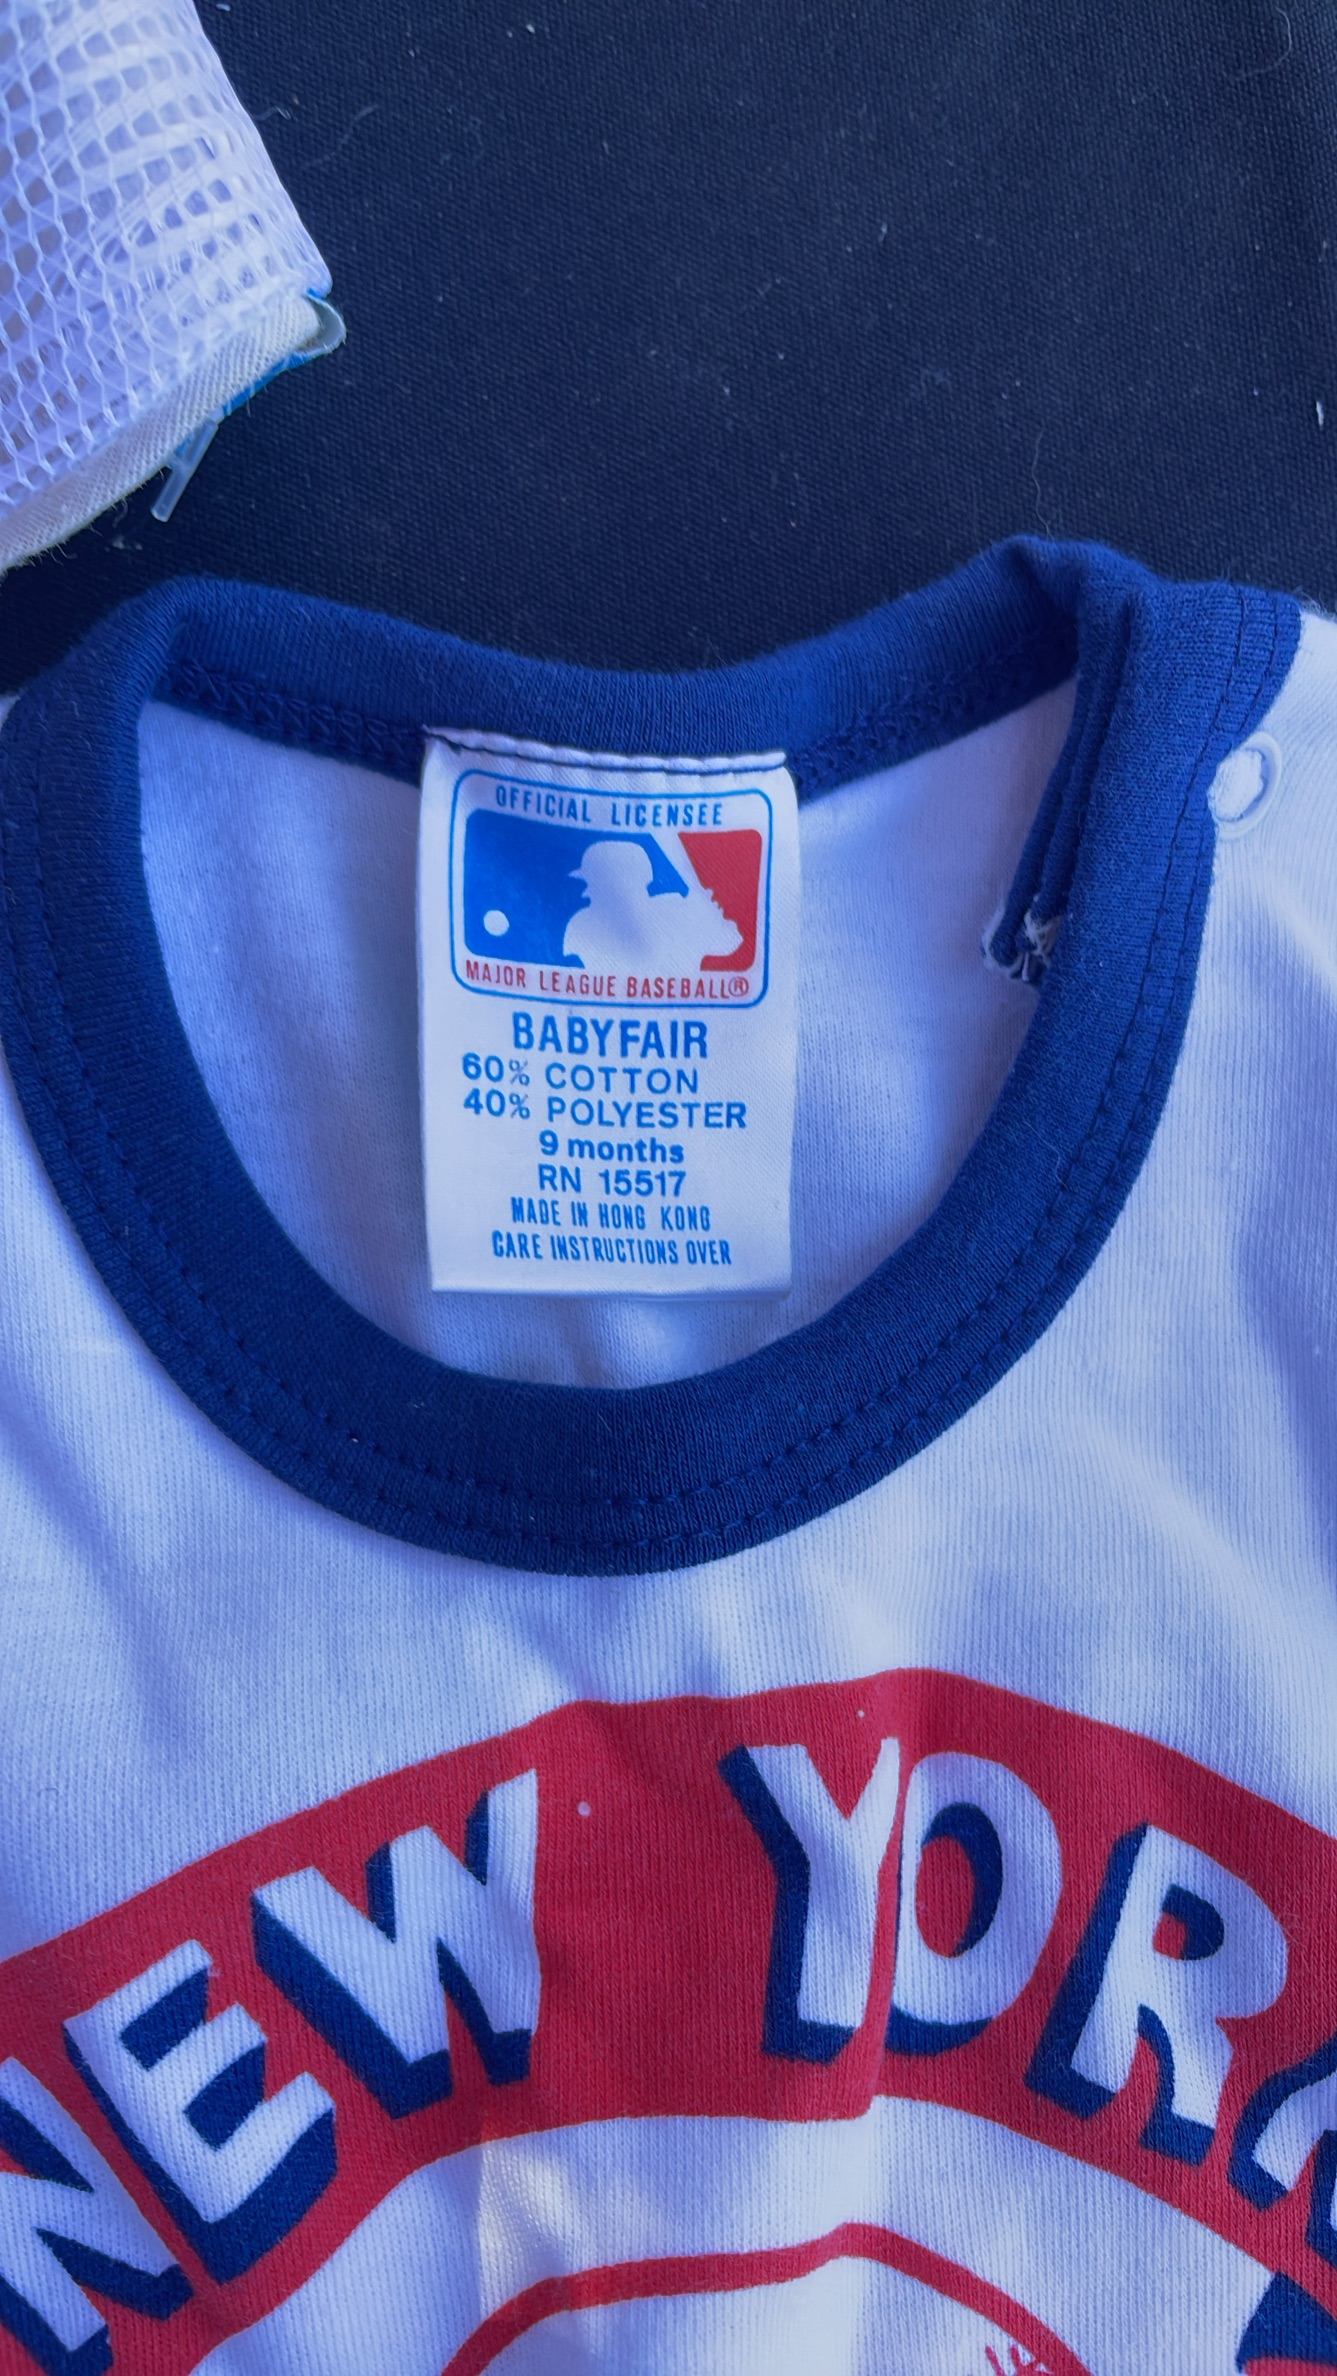 OFFICIAL LICENSEE
MAJOR LEAGUE BASEBALL®
BABYFAIR
60% COTTON
40% POLYESTER
9 months
RN 15517
MADE IN HONG KONG
CARE INSTRUCTIONS OVER
NEW YORK